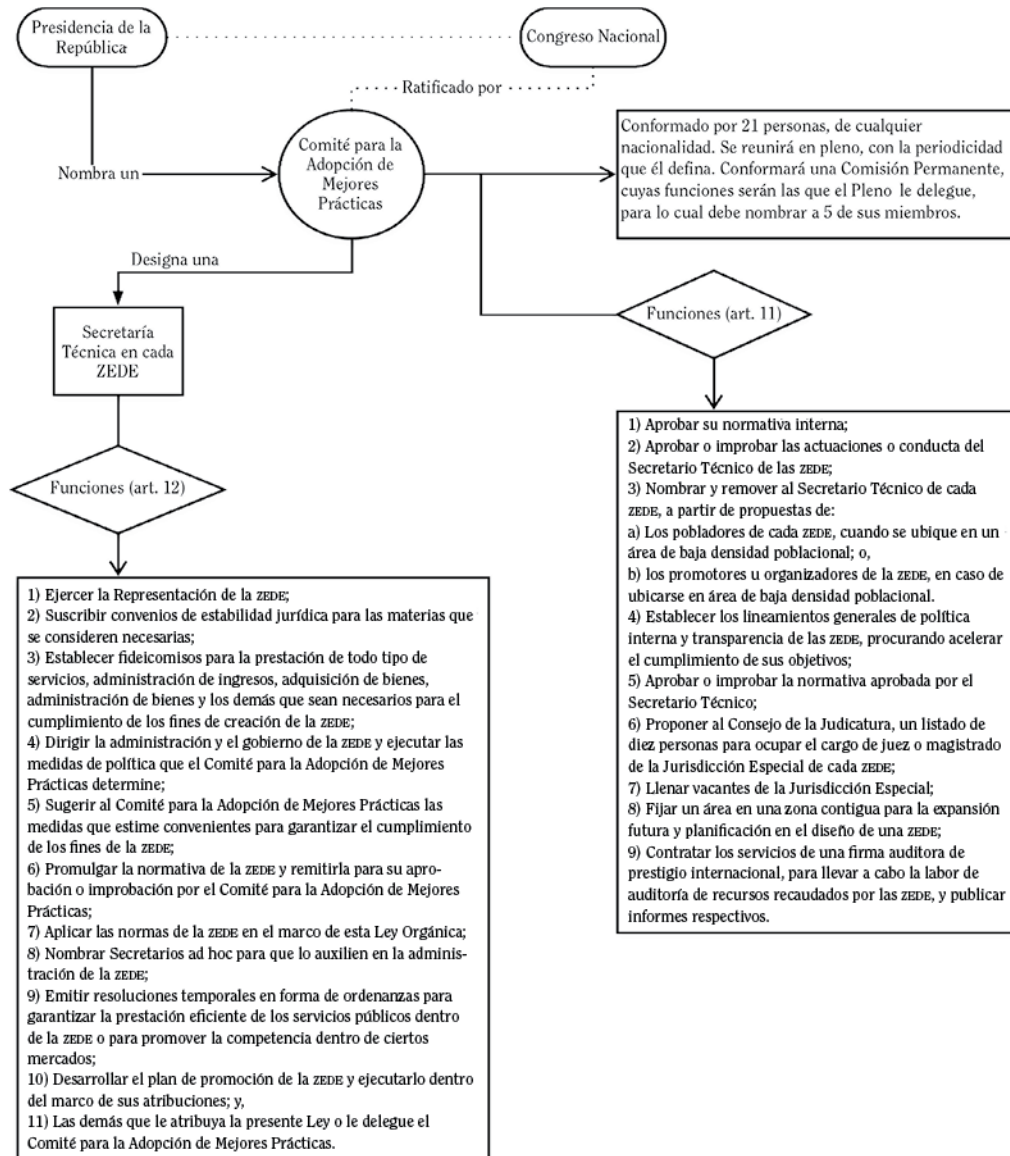 Presidencia de la
República
Congreso Nacional
Ratificado por
Comité para la
Adopción de
Mejores
Prácticas
Nombra un
Conformado por 21 personas, de cualquier
nacionalidad. Se reunirá en pleno, con la periodicidad
que él defina. Conformará una Comisión Permanente,
cuyas funciones serán las que el Pleno le delegue,
para lo cual debe nombrar a 5 de sus miembros.
Designa una
Secretaría
Técnica en cada
ZEDE
Funciones (art. 11)
Funciones (art. 12)
1) Aprobar su normativa interna;
2) Aprobar o improbar las actuaciones o conducta del
Secretario Técnico de las ZEDE;
3) Nombrar y remover al Secretario Técnico de cada
ZEDE, a partir de propuestas de:
a) Los pobladores de cada ZEDE, cuando se ubique en un
área de baja densidad poblacional; o,
b) los promotores u organizadores de la ZEDE, en caso de
ubicarse en área de baja densidad poblacional.
4) Establecer los lineamientos generales de política
interna y transparencia de las ZEDE, procurando acelerar
el cumplimiento de sus objetivos;
5) Aprobar o improbar la normativa aprobada por el
Secretario Técnico;
6) Proponer al Consejo de la Judicatura, un listado de
diez personas para ocupar el cargo de juez o magistrado
de la Jurisdicción Especial de cada ZEDE;
7) Llenar vacantes de la Jurisdicción Especial;
8) Fijar un área en una zona contigua para la expansión
futura y planificación en el diseño de una ZEDE;
9) Contratar los servicios de una firma auditora de
prestigio internacional, para llevar a cabo la labor de
auditoría de recursos recaudados por las ZEDE, y publicar
informes respectivos.
1) Ejercer la Representación de la ZEDE;
2) Suscribir convenios de estabilidad jurídica para las materias que
se consideren necesarias;
3) Establecer fideicomisos para la prestación de todo tipo de
servicios, administración de ingresos, adquisición de bienes,
administración de bienes y los demás que sean necesarios para el
cumplimiento de los fines de creación de la ZEDE;
4) Dirigir la administración y el gobierno de la ZEDE y ejecutar las
medidas de política que el Comité para la Adopción de Mejores
Prácticas determine;
5) Sugerir al Comité para la Adopción de Mejores Prácticas las
medidas que estime convenientes para garantizar el cumplimiento
de los fines de la ZEDE;
6) Promulgar la normativa de la ZEDE y remitirla para su apro-
bación o improbación por el Comité para la Adopción de Mejores
Prácticas;
7) Aplicar las normas de la ZEDE en el marco de esta Ley Orgánica;
8) Nombrar Secretarios ad hoc para que lo auxilien en la adminis-
tración de la ZEDE;
9) Emitir resoluciones temporales en forma de ordenanzas para
garantizar la prestación eficiente de los servicios públicos dentro
de la ZEDE o para promover la competencia dentro de ciertos
mercados;
10) Desarrollar el plan de promoción de la ZEDE y ejecutarlo dentro
del marco de sus atribuciones; y,
11) Las demás que le atribuya la presente Ley o le delegue el
Comité para la Adopción de Mejores Prácticas.